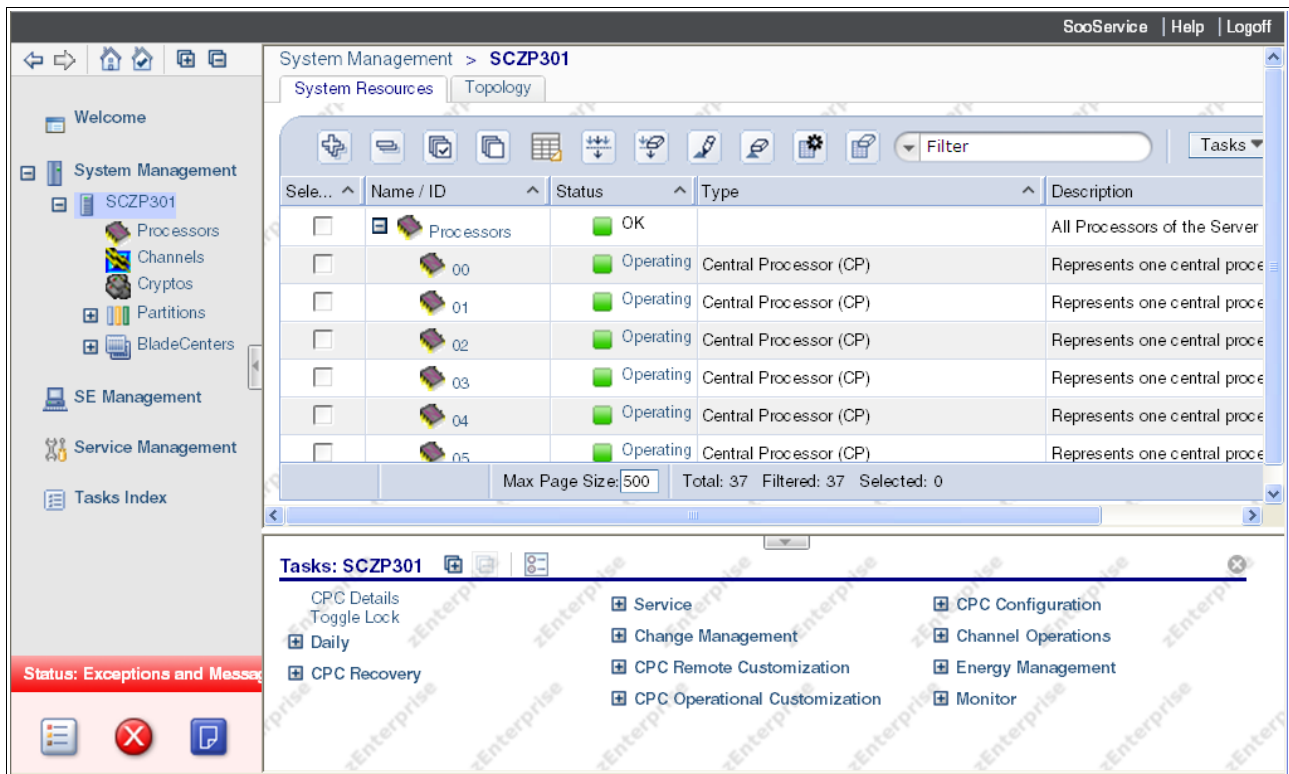 SooService | Help | Logoff
System Management > SCZP301
System Resources Topology
Welcome
System Management
SCZP301
Processors
Channels
Cryptos
Partitions
BladeCenters
SE Management
Service Management
Tasks Index
Status: Exceptions and Messag
Filter Tasks
Sele... Name / ID Status Type Description
Processors OK All Processors of the Server
00 Operating Central Processor (CP) Represents one central proce
01 Operating Central Processor (CP) Represents one central proce
02 Operating Central Processor (CP) Represents one central proce
03 Operating Central Processor (CP) Represents one central proce
04 Operating Central Processor (CP) Represents one central proce
05 Operating Central Processor (CP) Represents one central proce
Max Page Size: 500 Total: 37 Filtered: 37 Selected: 0
Tasks: SCZP301
CPC Details
Toggle Lock
Daily
CPC Recovery
Service
Change Management
CPC Remote Customization
CPC Operational Customization
CPC Configuration
Channel Operations
Energy Management
Monitor
zEnterprise